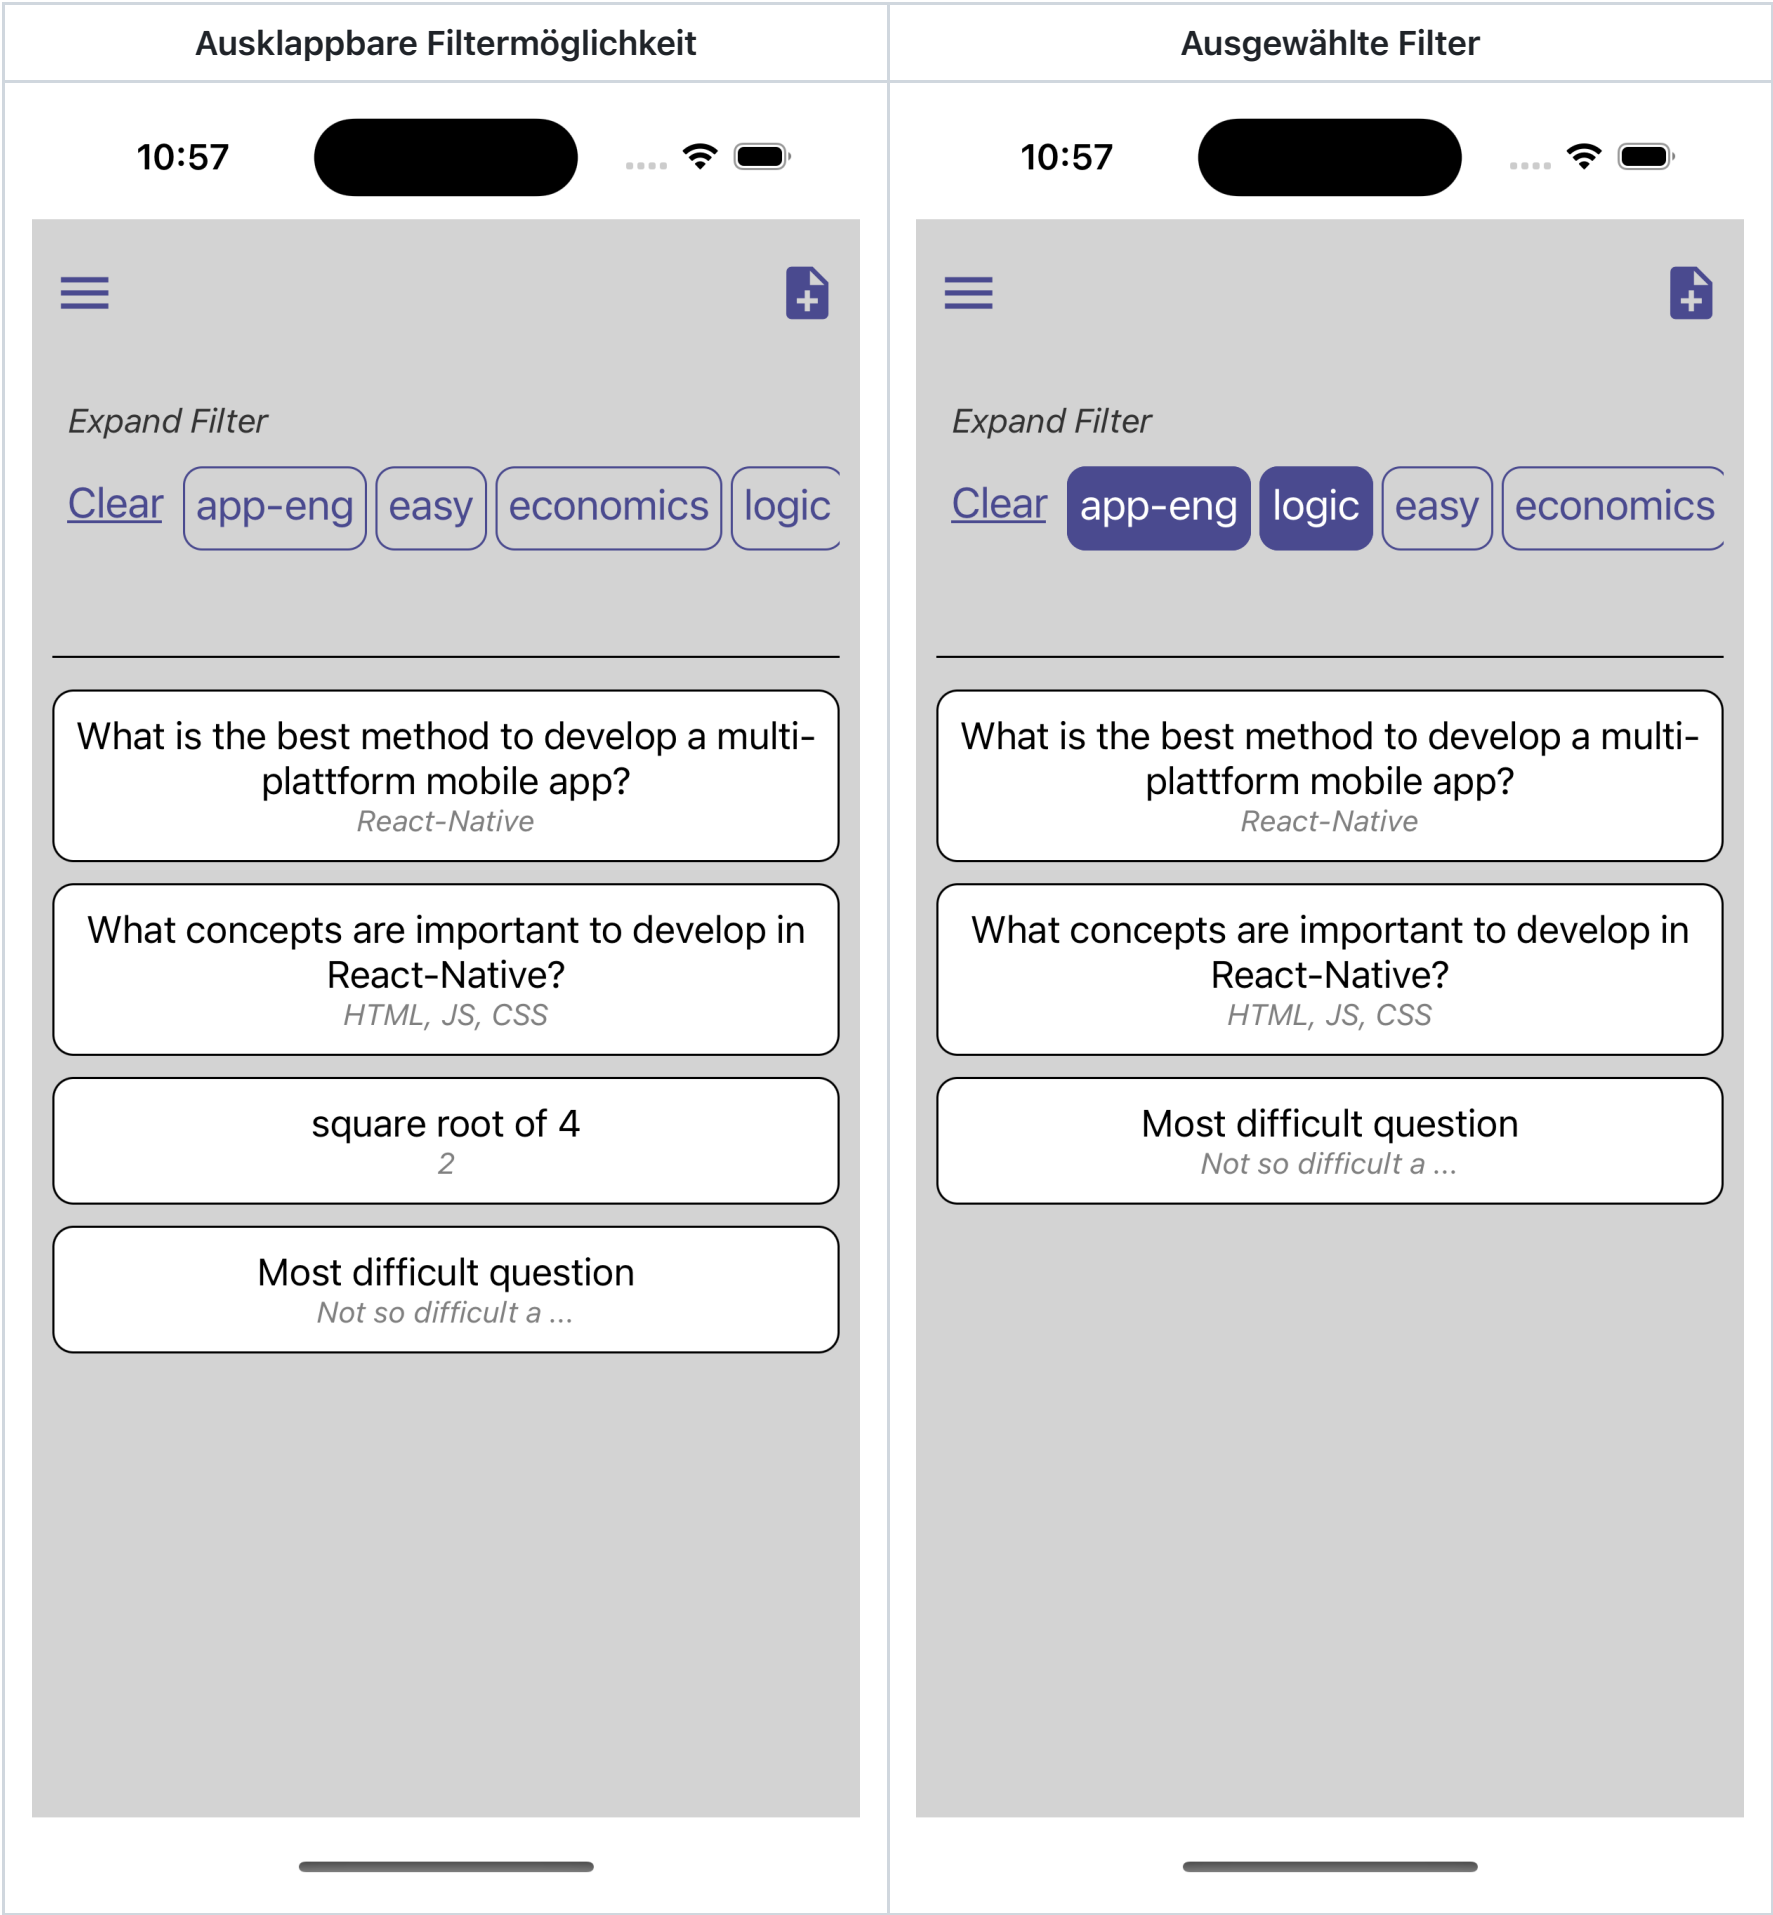 Ausklappbare Filtermöglichkeit
10:57
Expand Filter
Clear app-eng easy economics logic
What is the best method to develop a multi-
plattform mobile app?
React-Native
What concepts are important to develop in
React-Native?
HTML, JS, CSS
square root of 4
2
Most difficult question
Not so difficult a ...
Ausgewählte Filter
10:57
Expand Filter
Clear app-eng logic easy economics
What is the best method to develop a multi-
plattform mobile app?
React-Native
What concepts are important to develop in
React-Native?
HTML, JS, CSS
Most difficult question
Not so difficult a ...